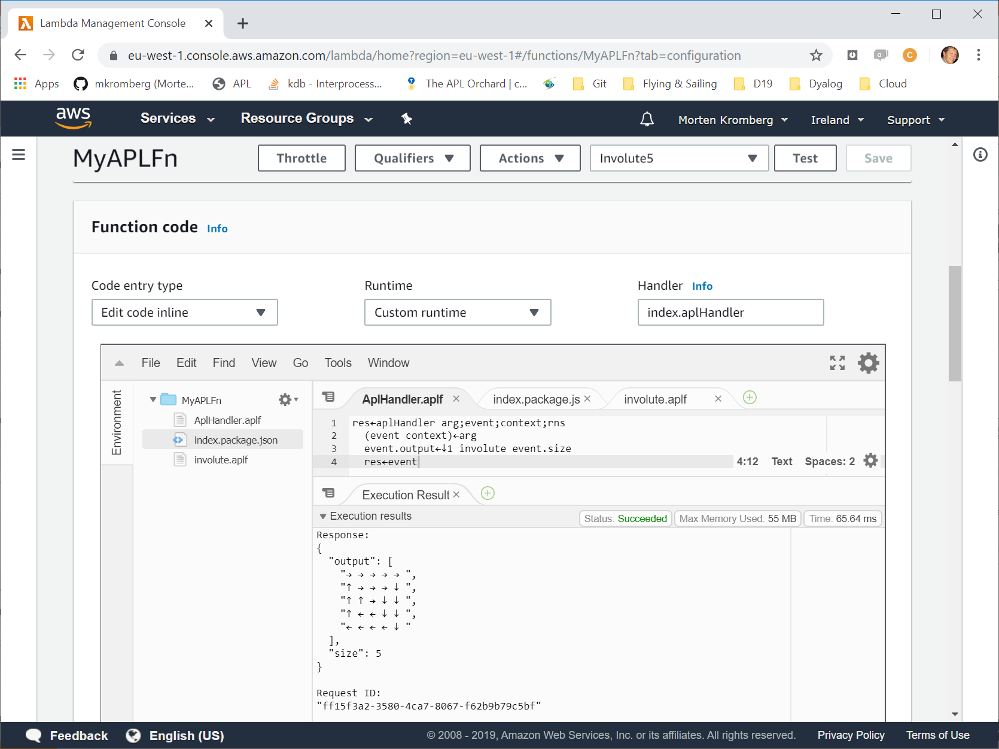 Lambda Management Console
eu-west-1.console.aws.amazon.com/lambda/home?region=eu-west-1#/functions/MyAPLFn?tab=configuration
Apps mkromberg (Morte... APL kdb - Interprocess... The APL Orchard | c... Git Flying & Sailing D19 Dyalog Cloud
aws Services Resource Groups Morten Kromberg Ireland Support
MyAPLFn Throttle Qualifiers Actions Involute5 Test Save
Function code Info
Code entry type Runtime Handler Info
Edit code inline Custom runtime index.aplHandler
File Edit Find View Go Tools Window
Environment
MyAPLFn
AplHandler.aplf
index.package.json
involute.aplf
AplHandler.aplf index.package.js involute.aplf
1 res←aplHandler arg;event;context;rns
2 (event context)←arg
3 event.output←↓1 involute event.size
4 res←event
4:12 Text Spaces: 2
Execution Result
Execution results Status: Succeeded Max Memory Used: 55 MB Time: 65.64 ms
Response:
{
"output": [
"→ → → → → ",
"↑ → → → ↓ ",
"↑ ↑ → ↓ ↓ ",
"↑ ← ← ↓ ↓ ",
"← ← ← ← ↓ "
],
"size": 5
}
Request ID:
"ff15f3a2-3580-4ca7-8067-f62b9b79c5bf"
Feedback English (US) © 2008 - 2019, Amazon Web Services, Inc. or its affiliates. All rights reserved. Privacy Policy Terms of Use